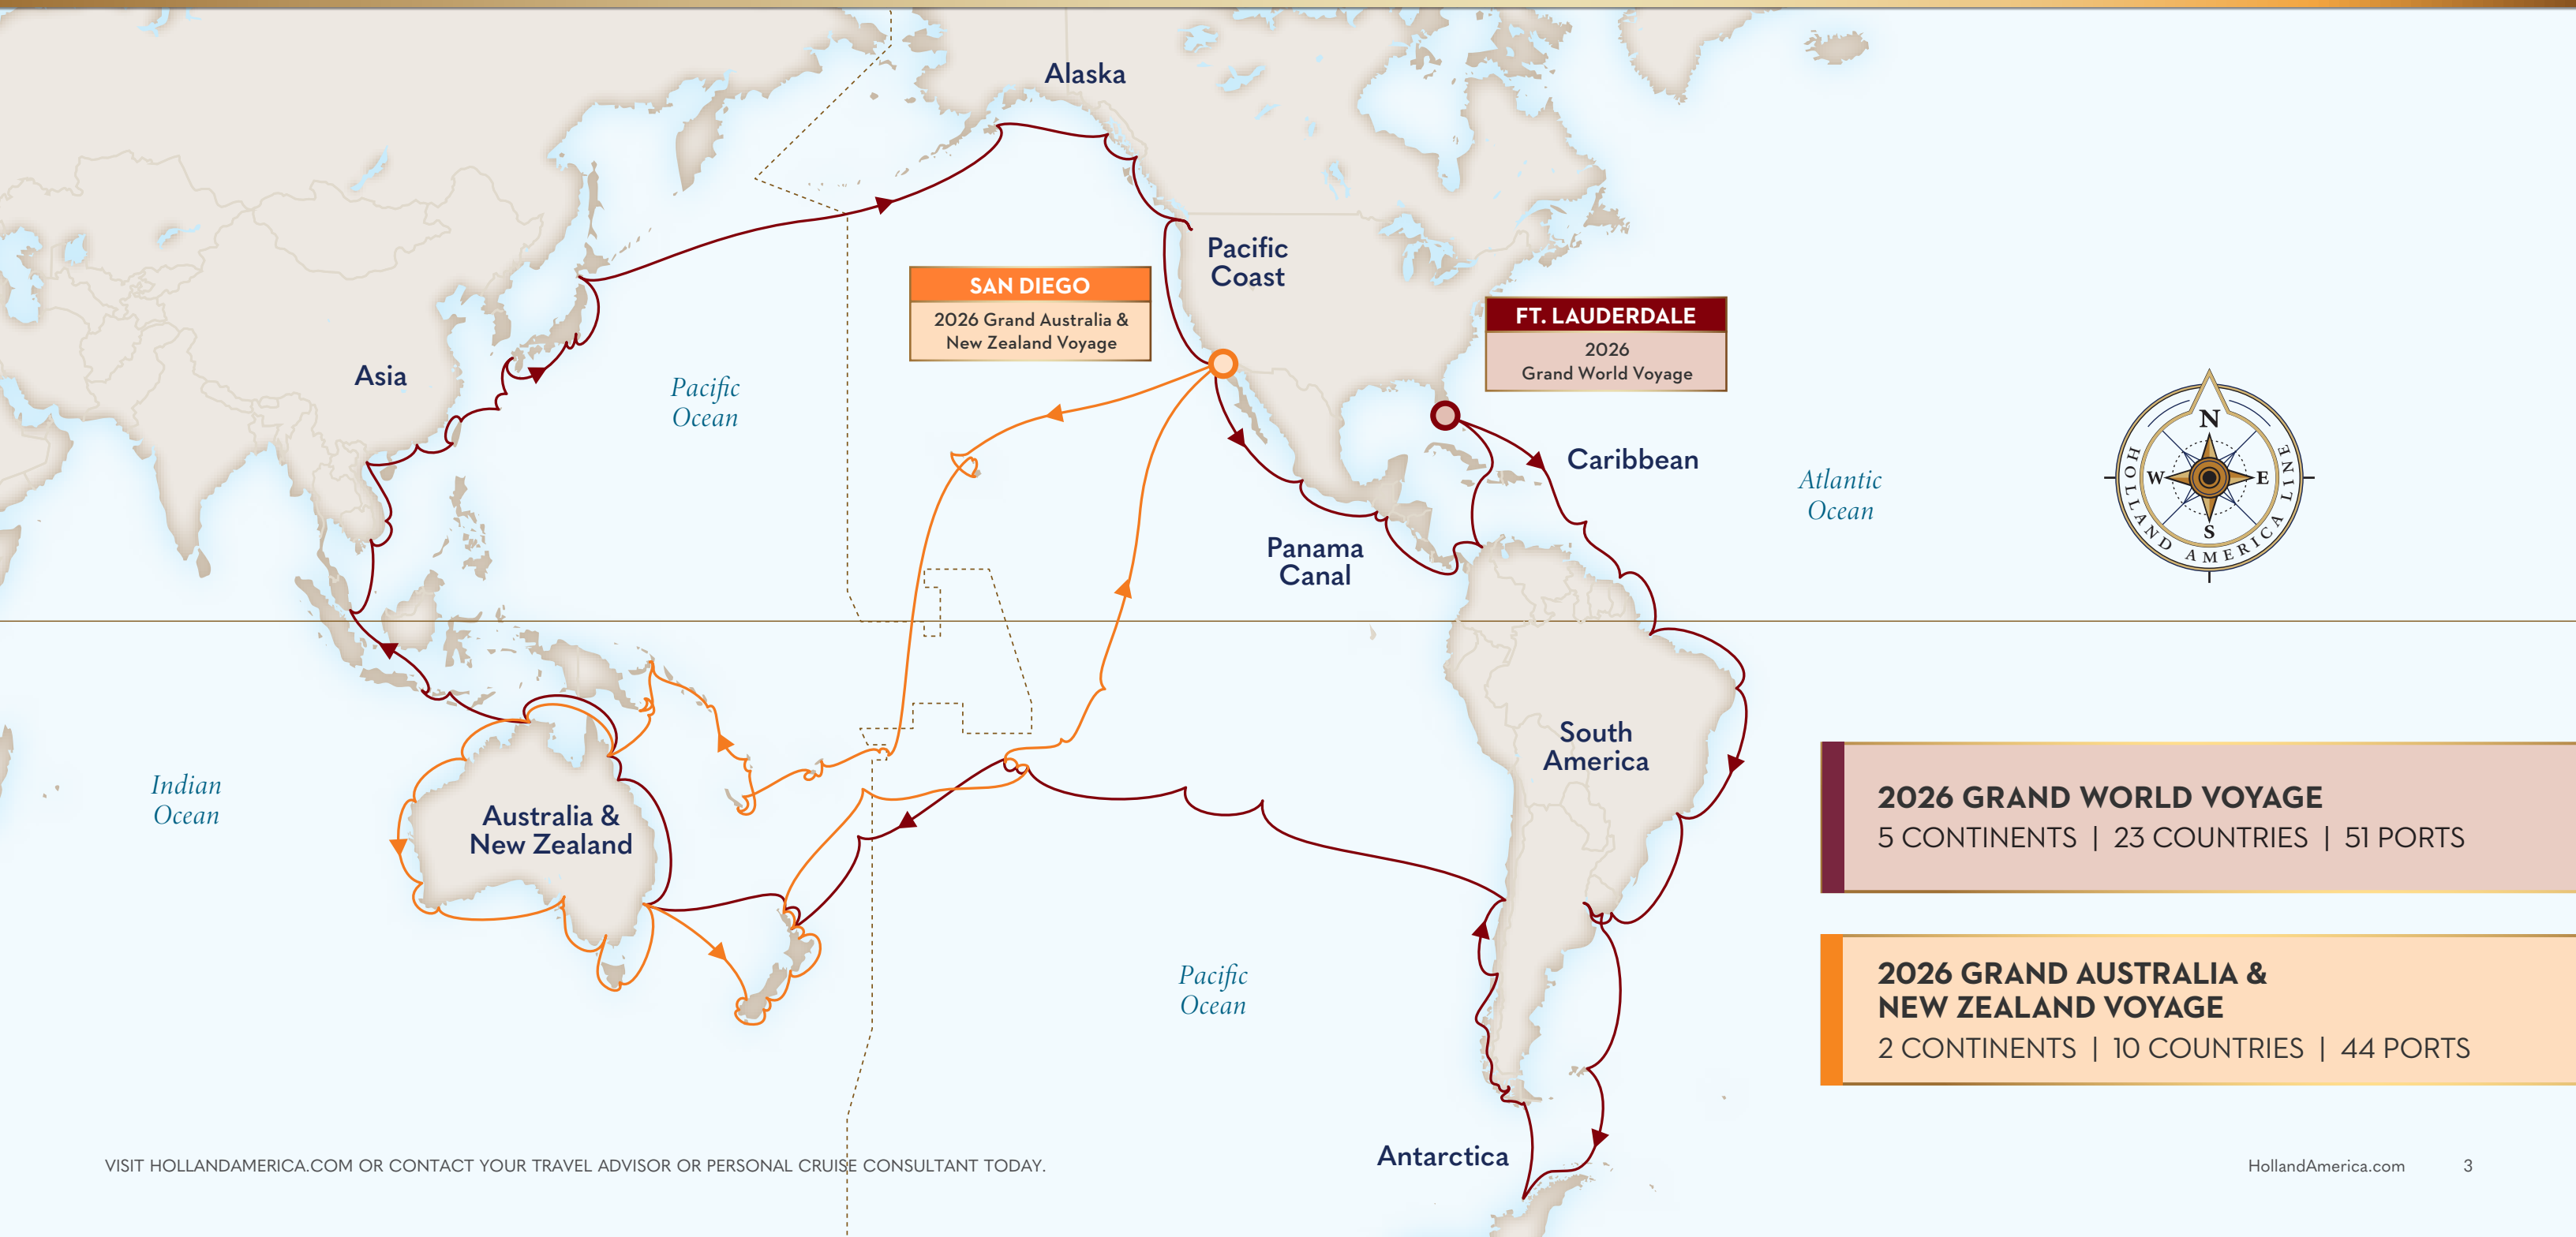 Alaska
Pacific
Coast
SAN DIEGO
2026 Grand Australia &
New Zealand Voyage
FT. LAUDERDALE
2026
Grand World Voyage
Asia
Pacific
Ocean
Caribbean
Atlantic
Ocean
N
W
E
S
HOLLAND AMERICA LINE
Panama
Canal
South
America
Indian
Ocean
Australia &
New Zealand
2026 GRAND WORLD VOYAGE
5 CONTINENTS | 23 COUNTRIES | 51 PORTS
Pacific
Ocean
2026 GRAND AUSTRALIA &
NEW ZEALAND VOYAGE
2 CONTINENTS | 10 COUNTRIES | 44 PORTS
Antarctica
VISIT HOLLANDAMERICA.COM OR CONTACT YOUR TRAVEL ADVISOR OR PERSONAL CRUISE CONSULTANT TODAY.
HollandAmerica.com 3